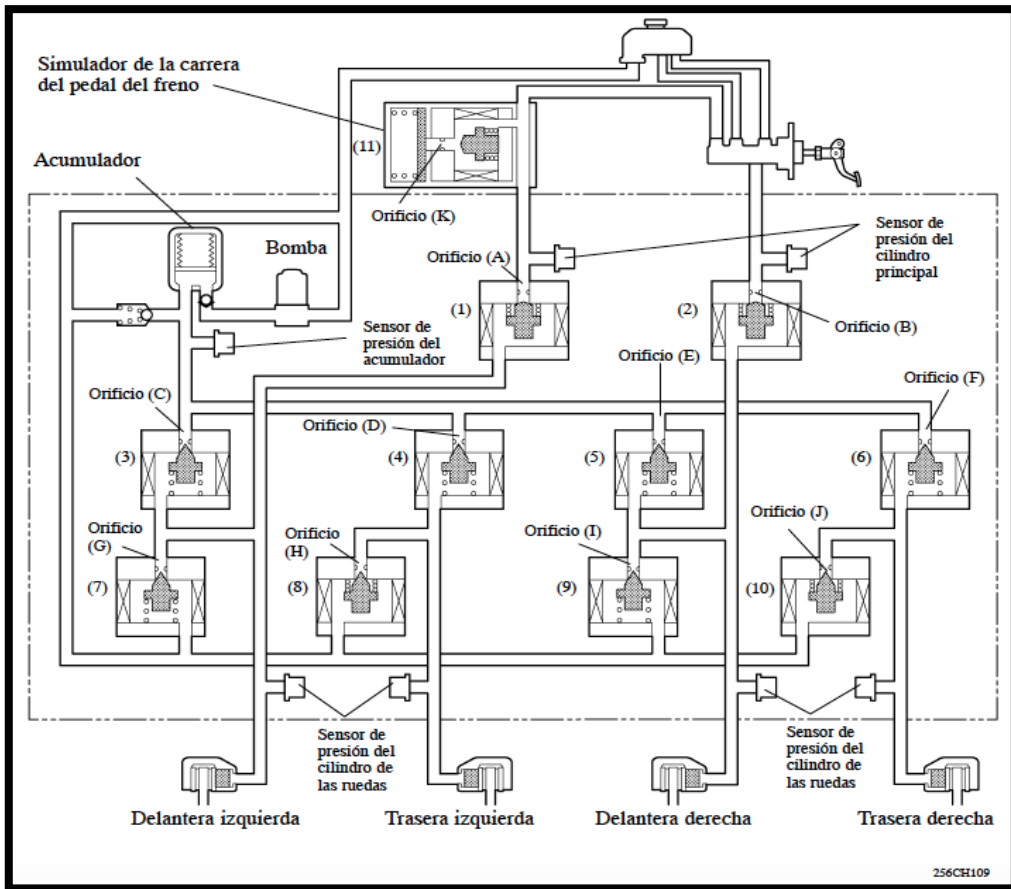 Simulador de la carrera
del pedal del freno
(11)
Acumulador
Orificio (K)
Bomba
Orificio (A)
Sensor de
presión del
cilindro
principal
(1)
(2)
Orificio (B)
Sensor de
presión del
acumulador
Orificio (E)
Orificio (F)
Orificio (C)
Orificio (D)
(3)
(4)
(5)
(6)
Orificio
(G)
Orificio
(H)
Orificio (I)
Orificio (J)
(7)
(8)
(9)
(10)
Sensor de
presión del
cilindro de
las ruedas
Sensor de
presión del
cilindro de
las ruedas
Delantera izquierda
Trasera izquierda
Delantera derecha
Trasera derecha
256CH109